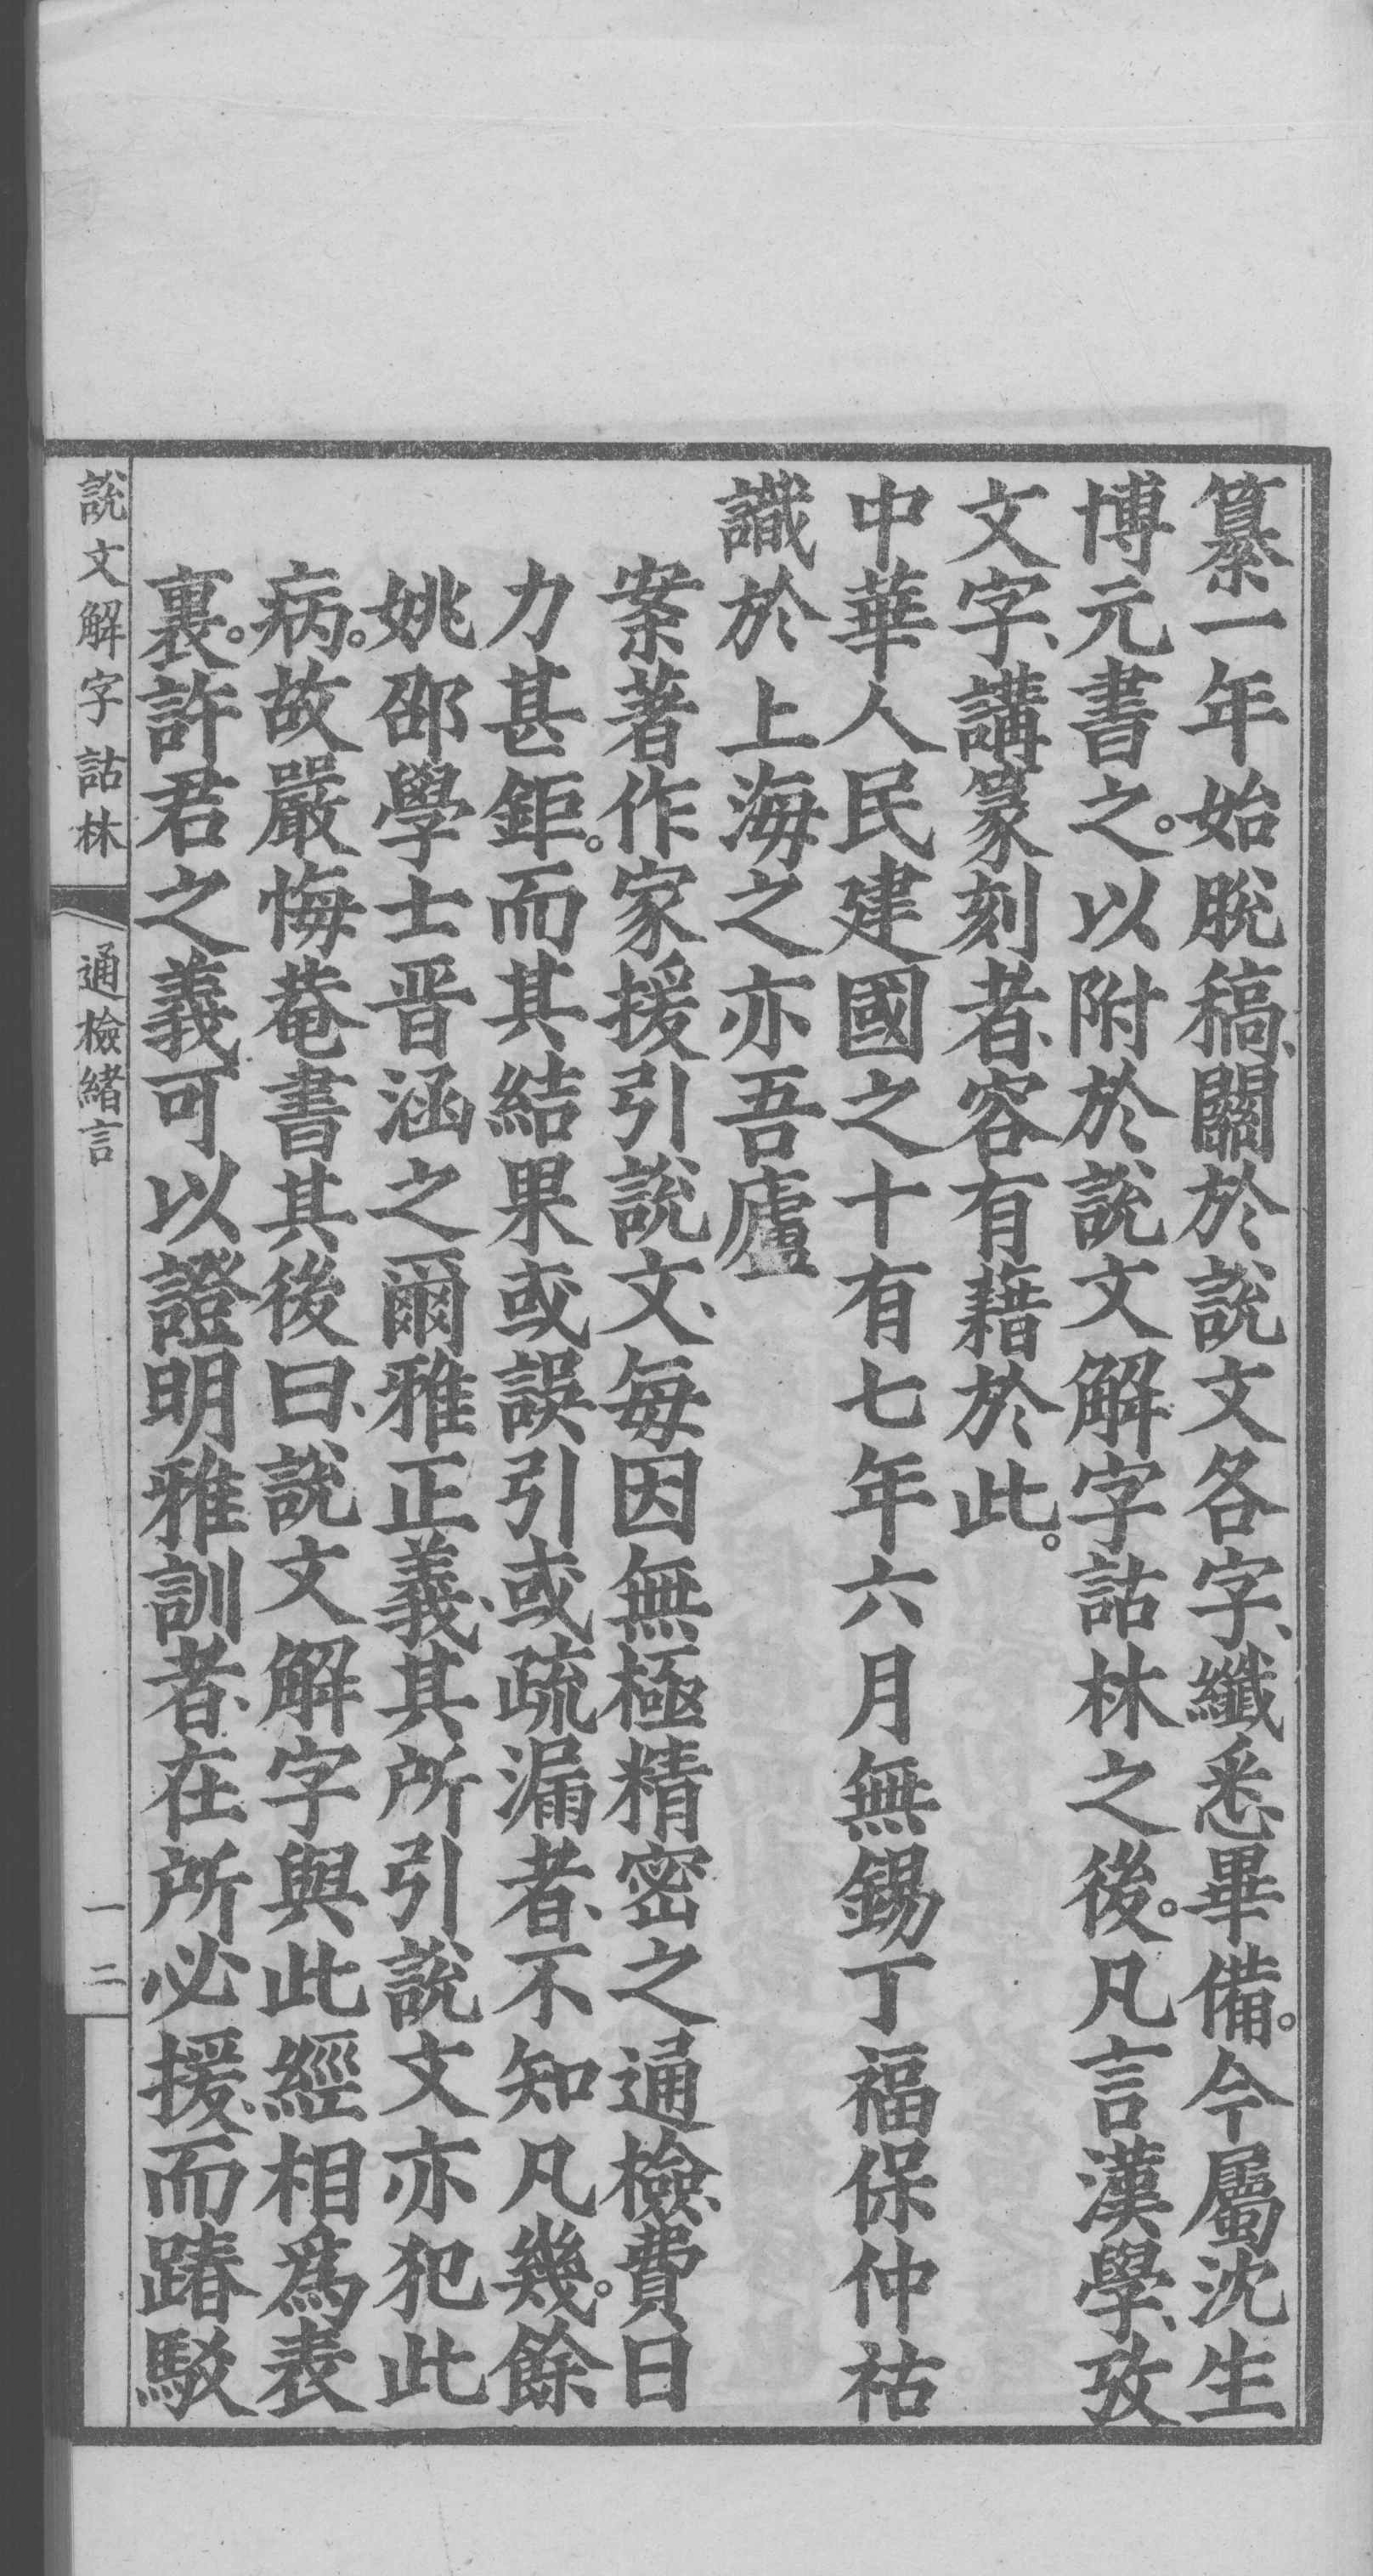 纂一年始脫稿、關於說文各字、纖悉畢備。今屬沈生
博元書之。以附於說文解字詁林之後。凡言漢學、攷
文字、講篆刻者、容有藉於此。
中華人民建國之十有七年六月無錫丁福保仲祜
識於上海之亦吾廬
案著作家援引說文、每因無極精密之通檢、費日
力甚鉅。而其結果或誤引或疏漏者、不知凡幾。餘
姚邵學士晋涵之爾雅正義、其所引說文亦犯此
病。故嚴悔菴書其後曰、說文解字與此經相爲表
裏。許君之義可以證明雅訓者、在所必援、而踳駁
說文解字詁林
通檢緒言
一二